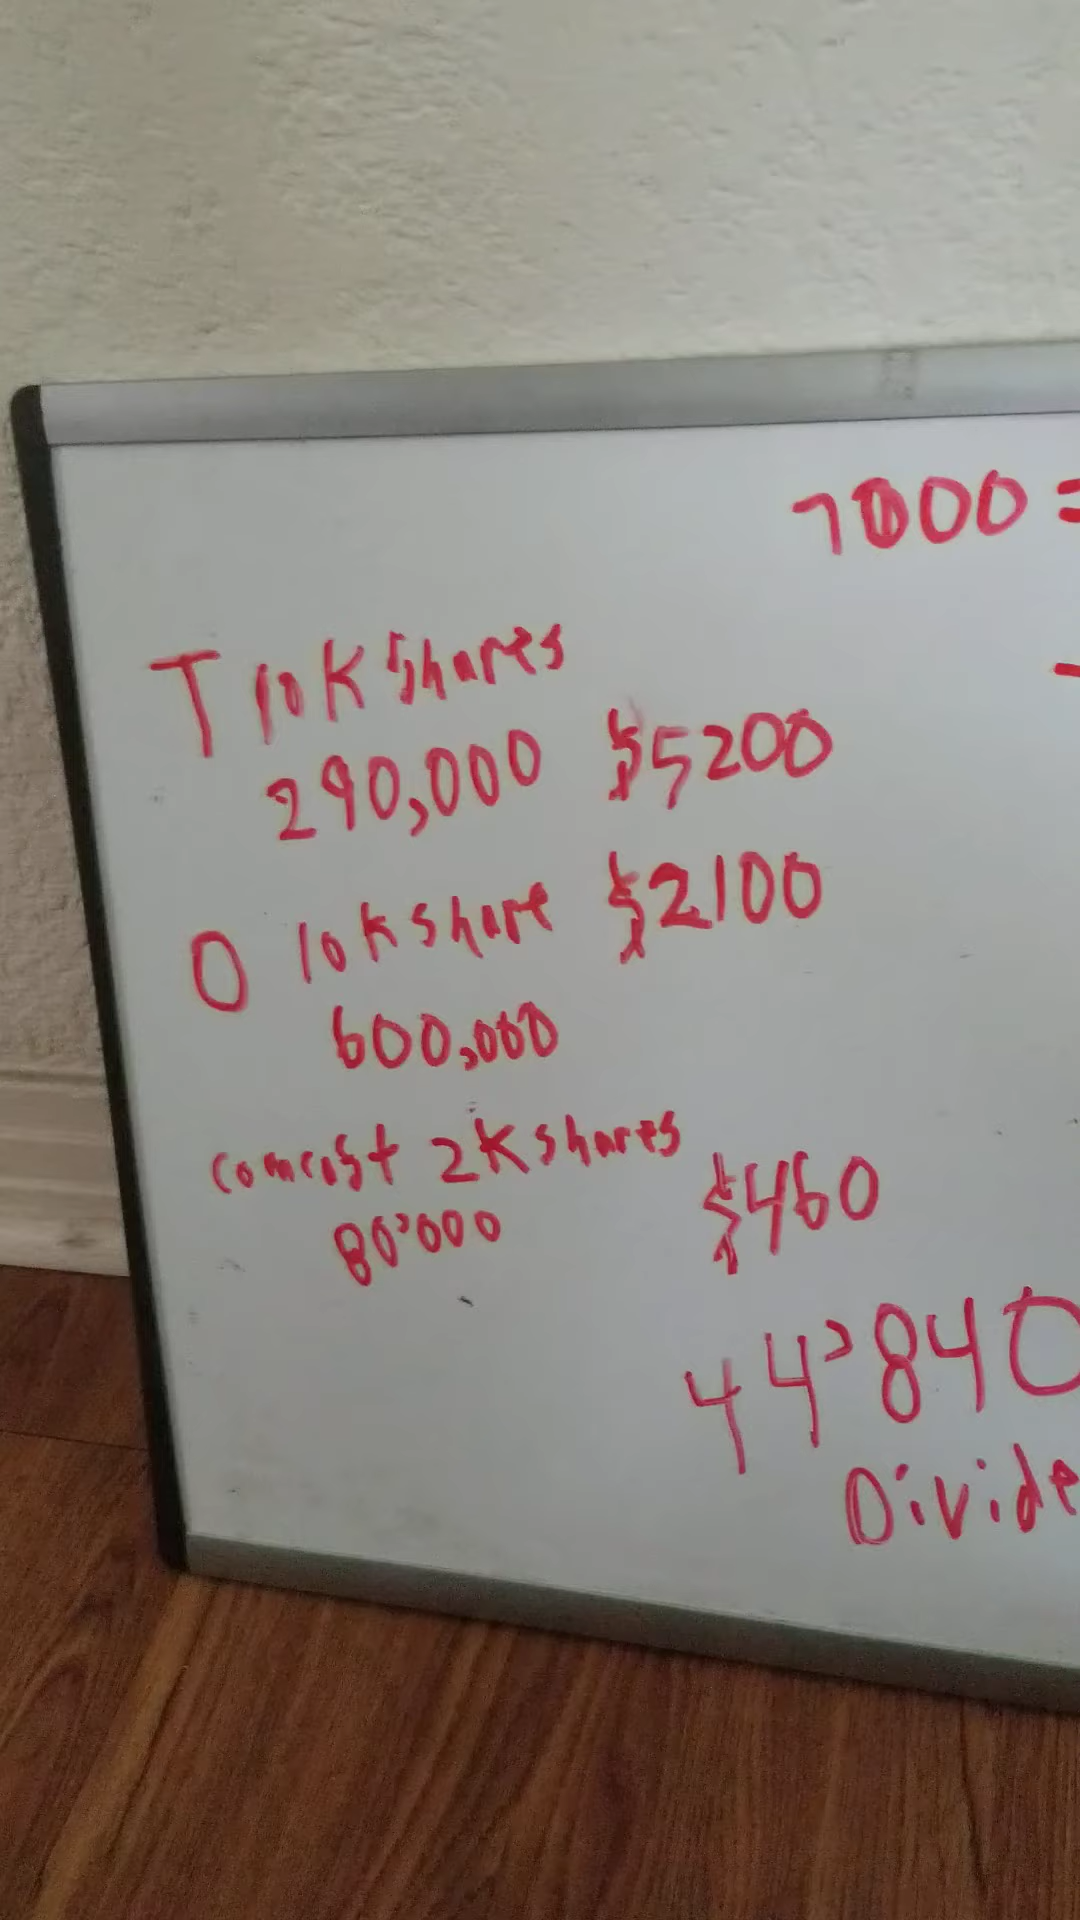 7000 =
T 10K shares
290,000 $5200
O 10K share $2100
600,000
comcast 2K shares
80'000 $460
44'840
Divide